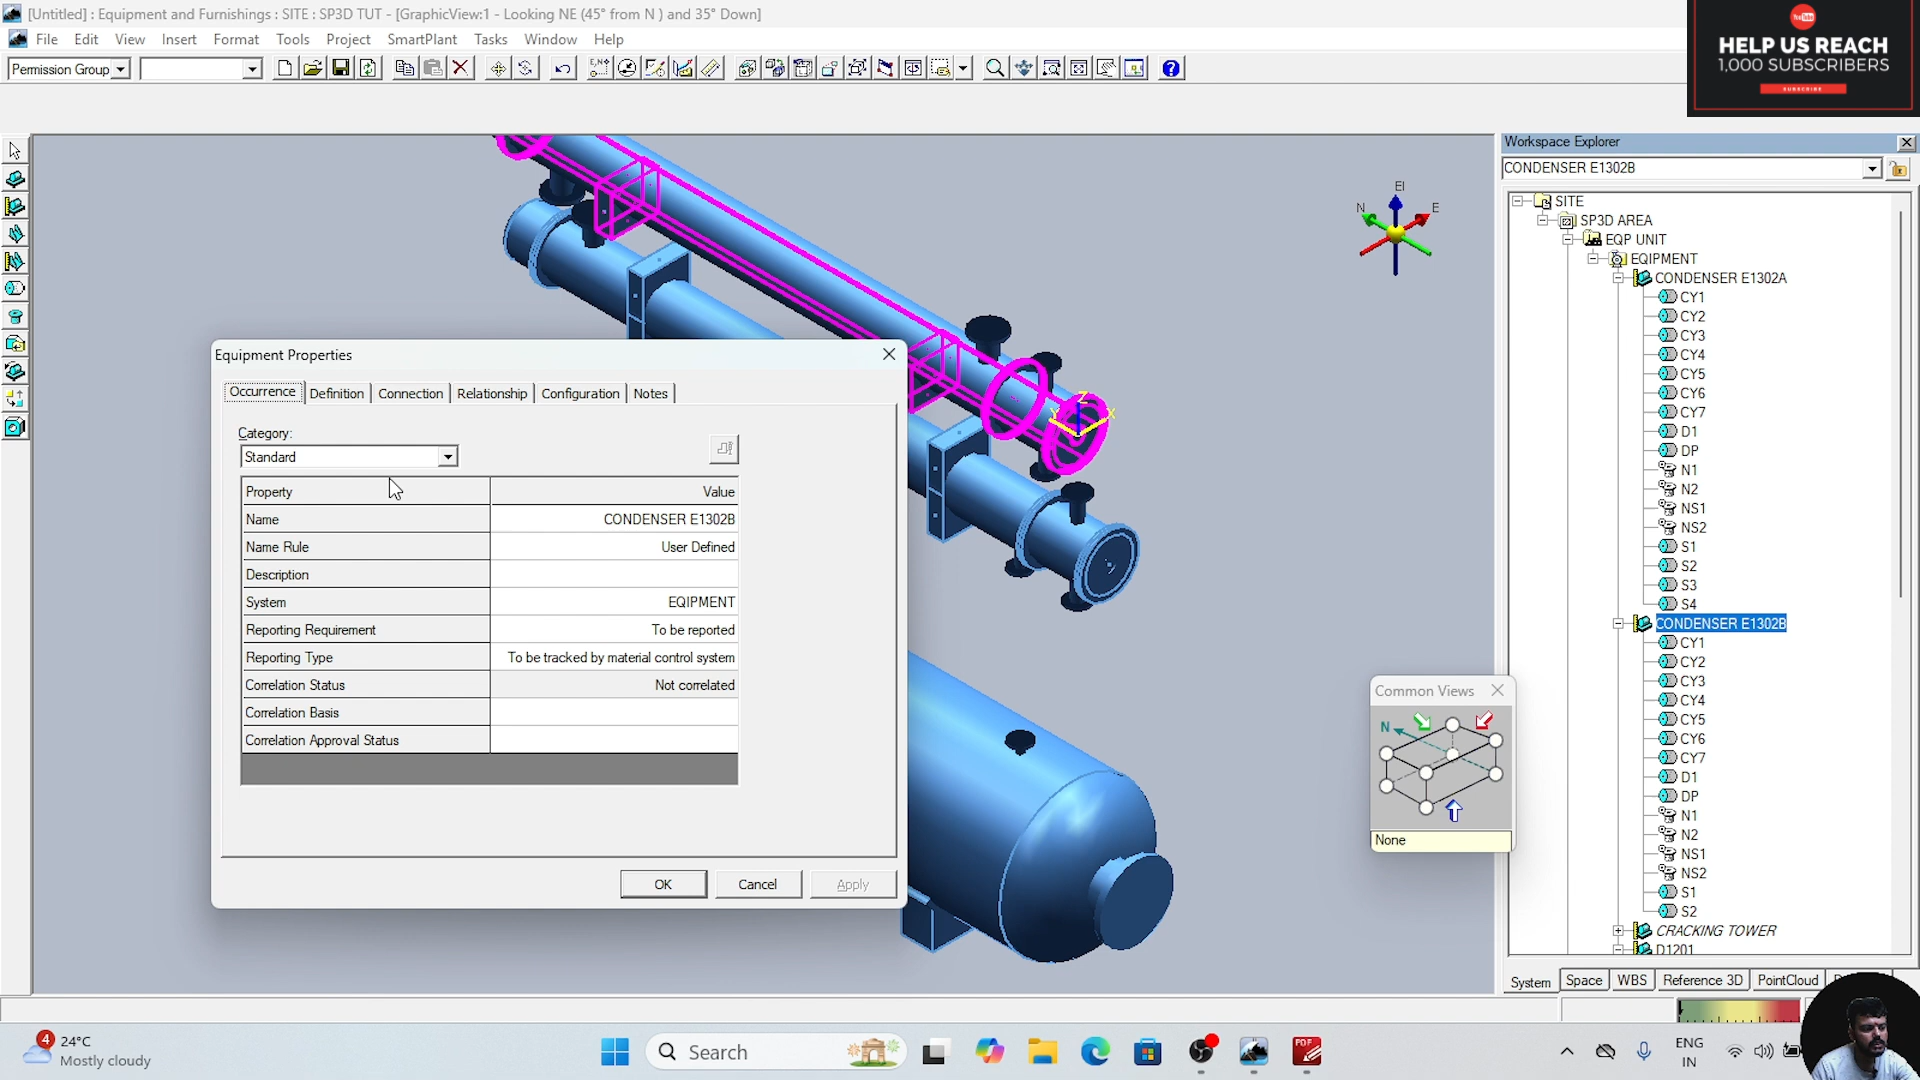 [Untitled] : Equipment and Furnishings : SITE : SP3D TUT - [GraphicView:1 - Looking NE (45° from N ) and 35° Down]
File Edit View Insert Format Tools Project SmartPlant Tasks Window Help
Permission Group
HELP US REACH
1,000 SUBSCRIBERS
SUBSCRIBE
YouTube
Workspace Explorer
CONDENSER E1302B
SITE
SP3D AREA
EQP UNIT
EQIPMENT
CONDENSER E1302A
CY1
CY2
CY3
CY4
CY5
CY6
CY7
D1
DP
N1
N2
NS1
NS2
S1
S2
S3
S4
CONDENSER E1302B
CY1
CY2
CY3
CY4
CY5
CY6
CY7
D1
DP
N1
N2
NS1
NS2
S1
S2
CRACKING TOWER
D1201
System Space WBS Reference 3D PointCloud
El
N E
Z
Y X
Equipment Properties
Occurrence Definition Connection Relationship Configuration Notes
Category:
Standard
Property Value
Name CONDENSER E1302B
Name Rule User Defined
Description
System EQIPMENT
Reporting Requirement To be reported
Reporting Type To be tracked by material control system
Correlation Status Not correlated
Correlation Basis
Correlation Approval Status
OK Cancel Apply
Common Views
N
None
4
24°C
Mostly cloudy
Search
PDF
ENG
IN